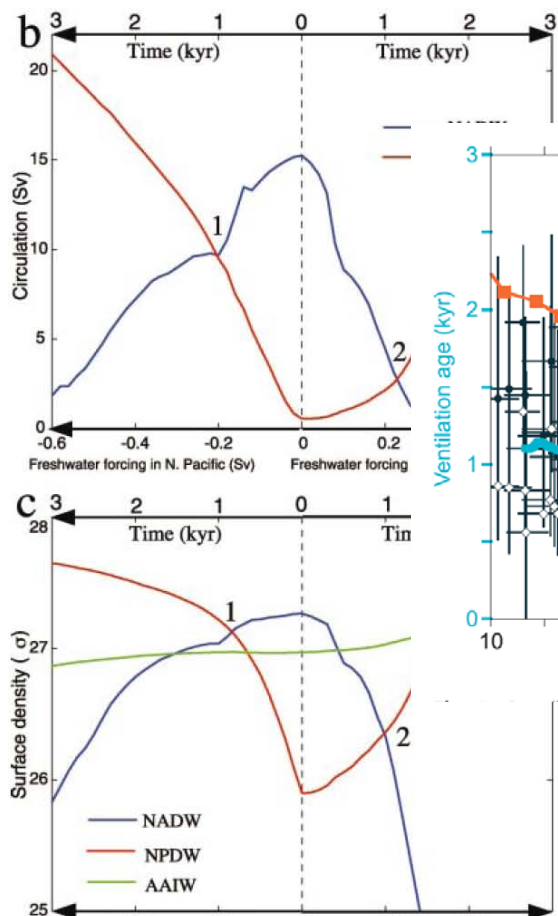 b
3 2 1 0 1 2 3
Time (kyr) Time (kyr)
20
15
10
5
0
Circulation (Sv)
1
2
-0.6 -0.4 -0.2 0 0.2
Freshwater forcing in N. Pacific (Sv) Freshwater forcing
3
2
1
0
Ventilation age (kyr)
10
c
3 2 1 0 1 3
Time (kyr)
28
27
26
25
Surface density ( σ)
1
2
NADW
NPDW
AAIW